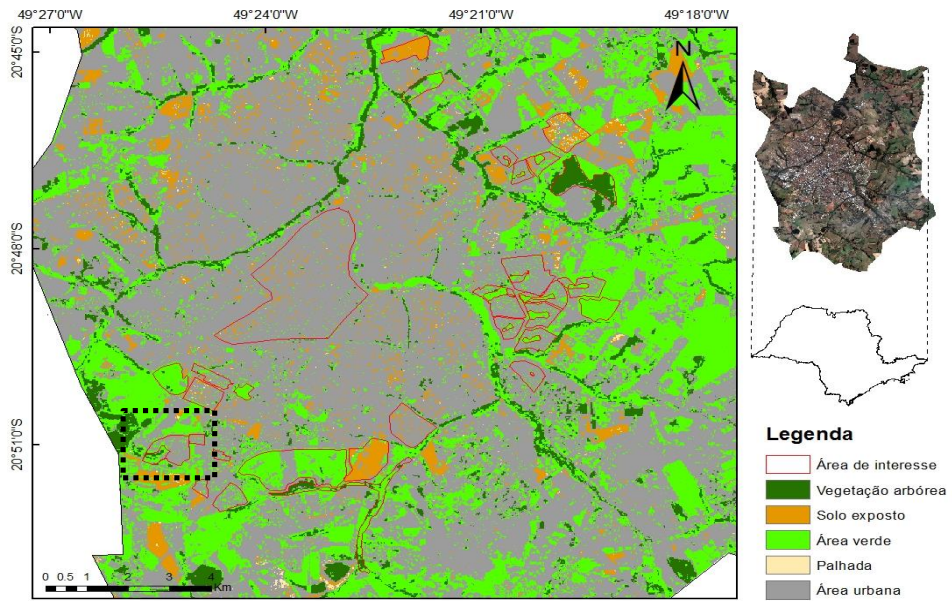 49°27'0"W 49°24'0"W 49°21'0"W 49°18'0"W
20°45'0"S
N
20°48'0"S
20°51'0"S
0 0.5 1 2 3 4
Km
Legenda
Área de interesse
Vegetação arbórea
Solo exposto
Área verde
Palhada
Área urbana